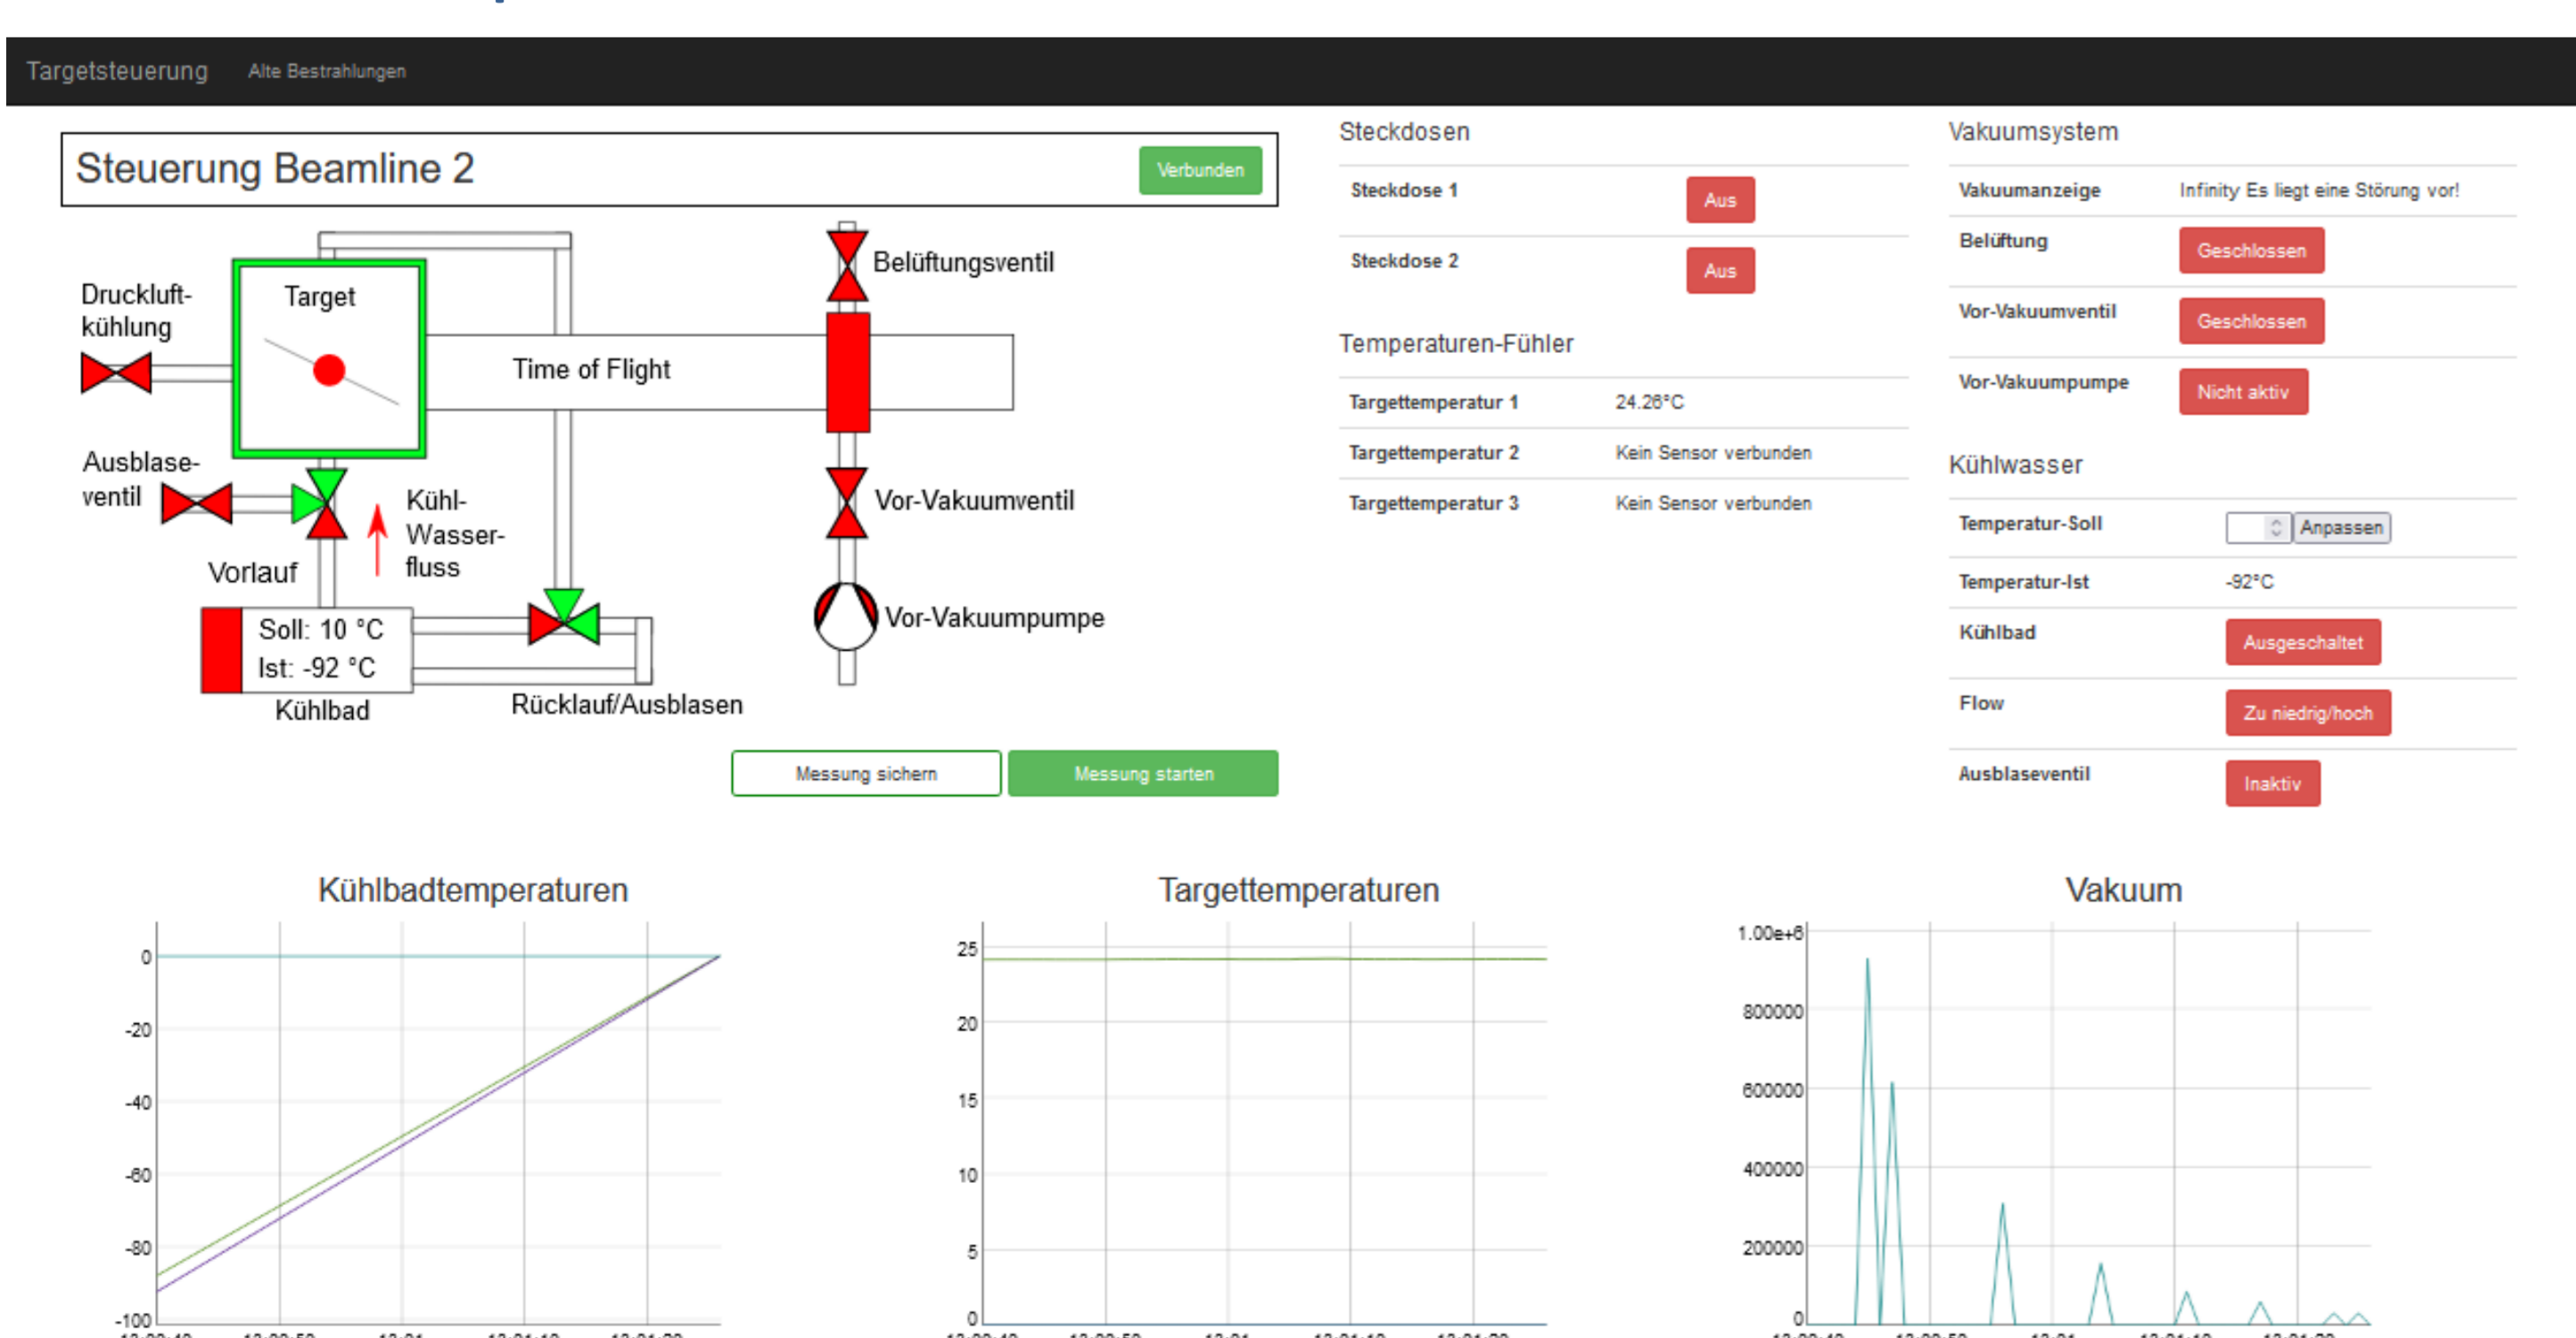 Targetsteuerung Alte Bestrahlungen
Steuerung Beamline 2
Verbunden
Druckluft-
kühlung
Target
Time of Flight
Belüftungsventil
Ausblase-
ventil
Kühl-
Wasser-
fluss
Vor-Vakuumventil
Vorlauf
Soll: 10 °C
Ist: -92 °C
Kühlbad
Rücklauf/Ausblasen
Vor-Vakuumpumpe
Messung sichern
Messung starten
Steckdosen
Steckdose 1 Aus
Steckdose 2 Aus
Temperaturen-Fühler
Targettemperatur 1 24.26°C
Targettemperatur 2 Kein Sensor verbunden
Targettemperatur 3 Kein Sensor verbunden
Vakuumsystem
Vakuumanzeige Infinity Es liegt eine Störung vor!
Belüftung Geschlossen
Vor-Vakuumventil Geschlossen
Vor-Vakuumpumpe Nicht aktiv
Kühlwasser
Temperatur-Soll Anpassen
Temperatur-Ist -92°C
Kühlbad Ausgeschaltet
Flow Zu niedrig/hoch
Ausblaseventil Inaktiv
Kühlbadtemperaturen
0
-20
-40
-60
-80
-100
Targettemperaturen
25
20
15
10
5
0
Vakuum
1.00e+6
800000
600000
400000
200000
0